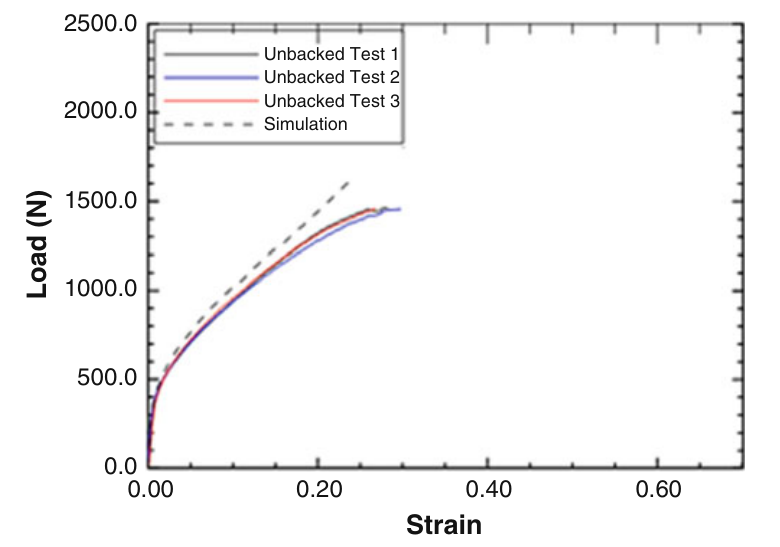 2500.0
2000.0
1500.0
1000.0
500.0
0.0
Load (N)
Unbacked Test 1
Unbacked Test 2
Unbacked Test 3
Simulation
0.00 0.20 0.40 0.60
Strain